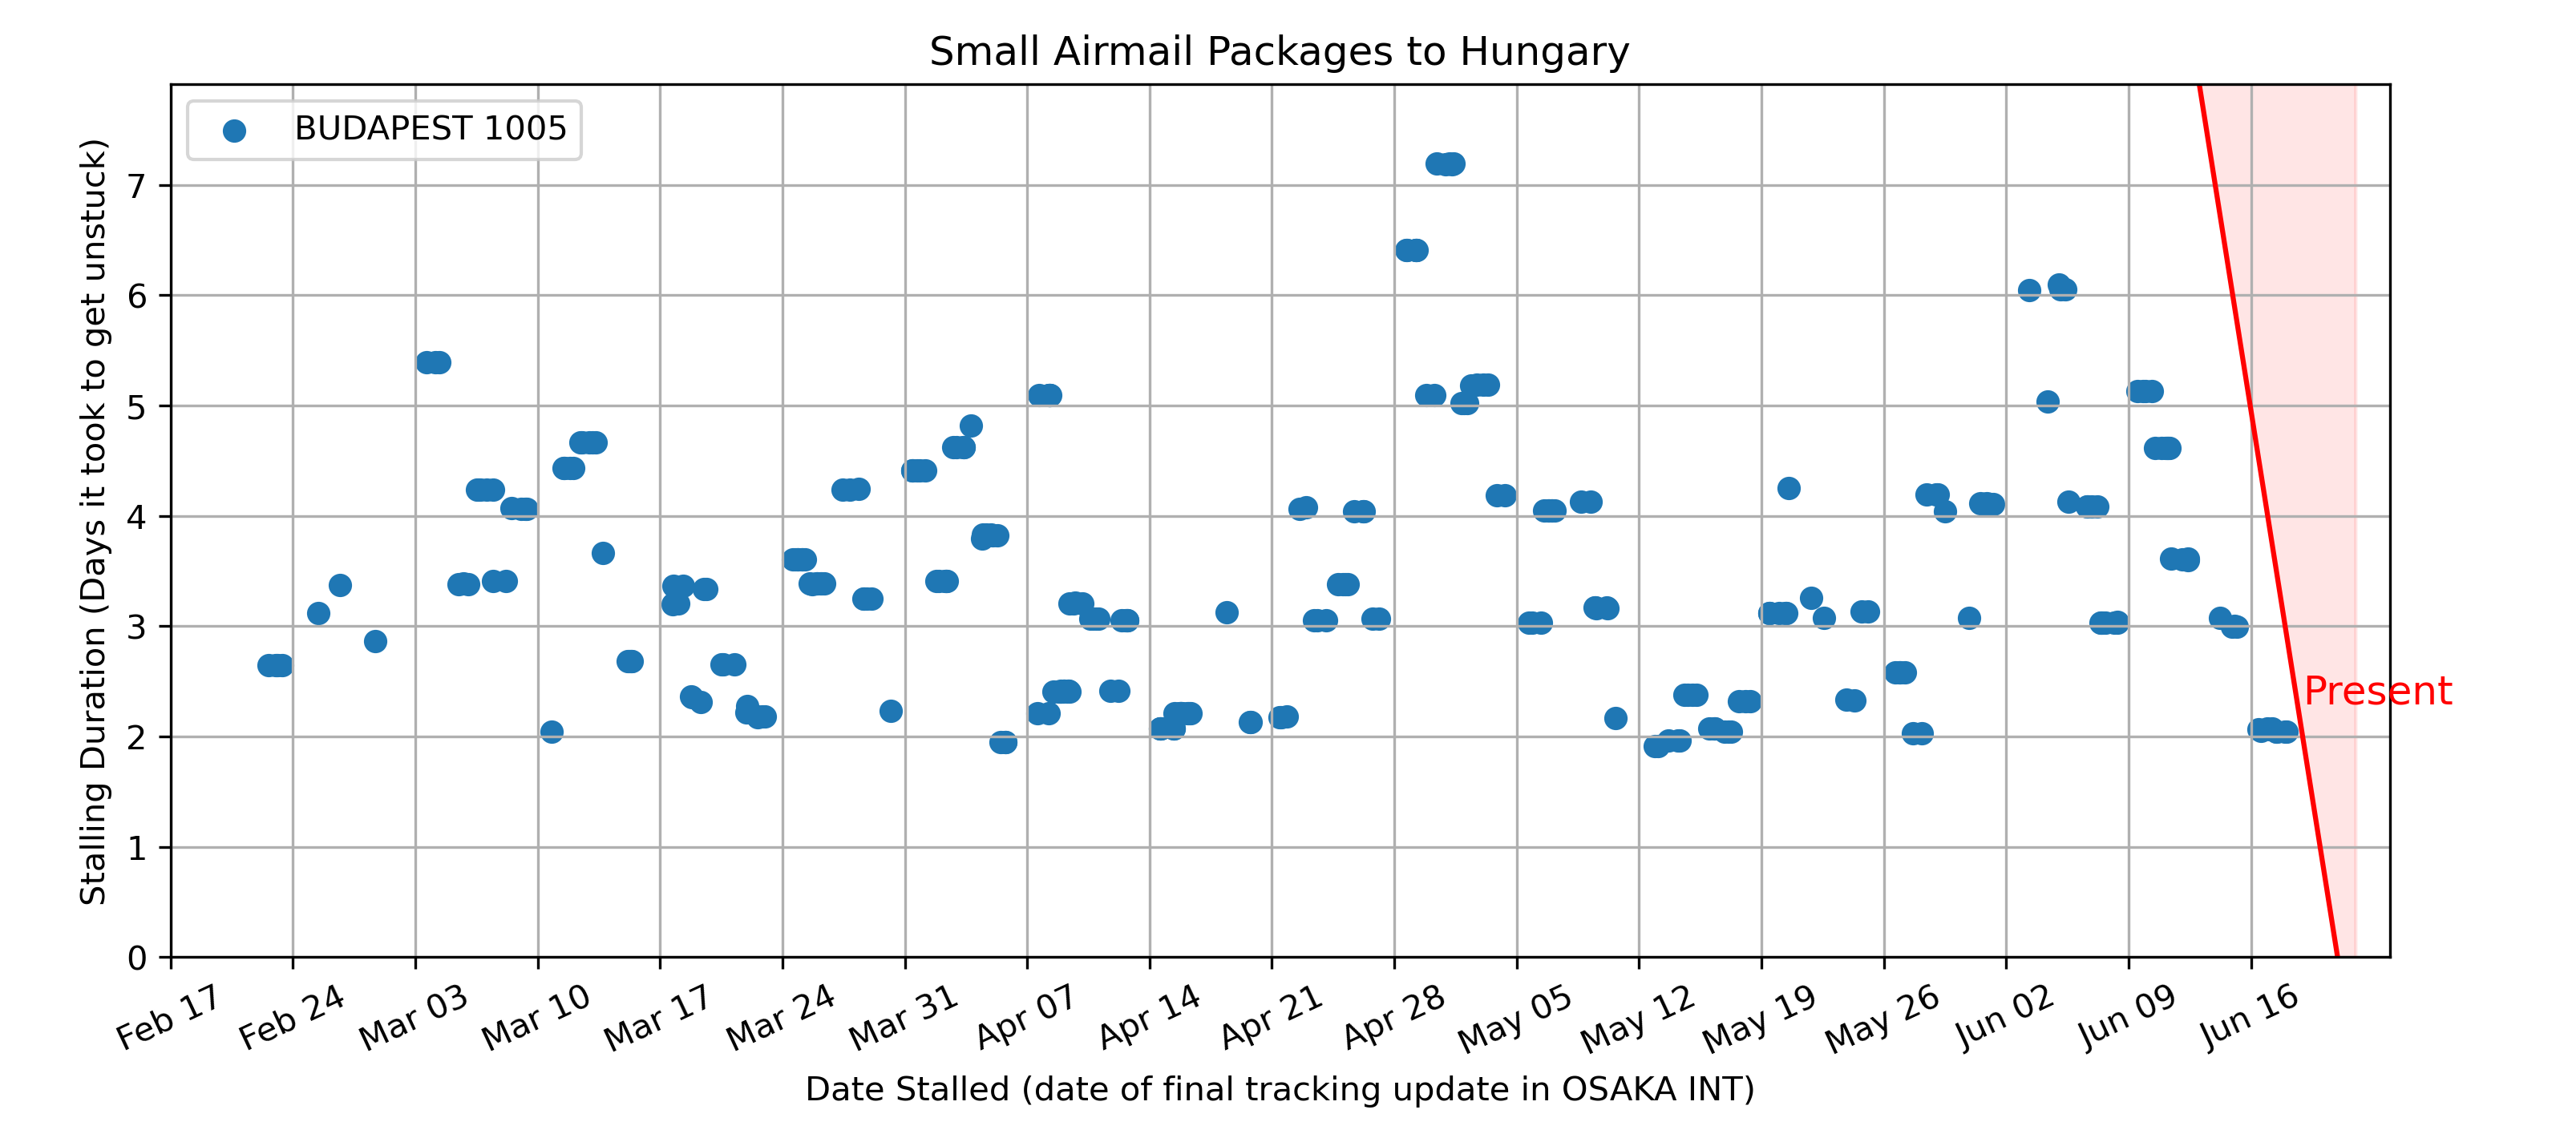 Small Airmail Packages to Hungary
BUDAPEST 1005
Stalling Duration (Days it took to get unstuck)
7
6
5
4
3
2
1
0
Present
Feb 17
Feb 24
Mar 03
Mar 10
Mar 17
Mar 24
Mar 31
Apr 07
Apr 14
Apr 21
Apr 28
May 05
May 12
May 19
May 26
Jun 02
Jun 09
Jun 16
Date Stalled (date of final tracking update in OSAKA INT)